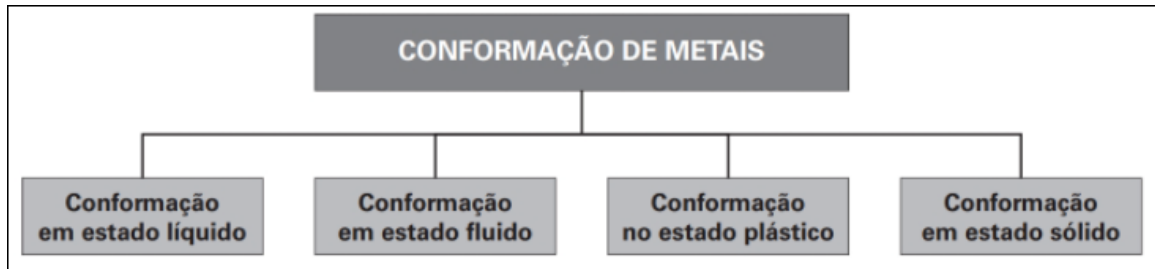 CONFORMAÇÃO DE METAIS
Conformação
em estado líquido
Conformação
em estado fluido
Conformação
no estado plástico
Conformação
em estado sólido